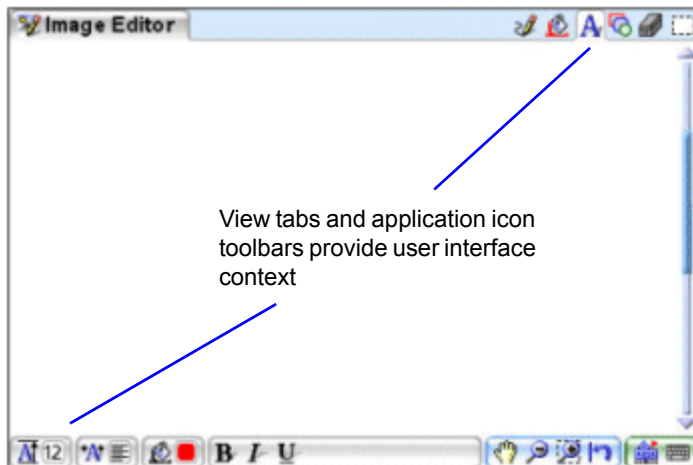 Image Editor
A
View tabs and application icon
toolbars provide user interface
context
A 12 A B I U